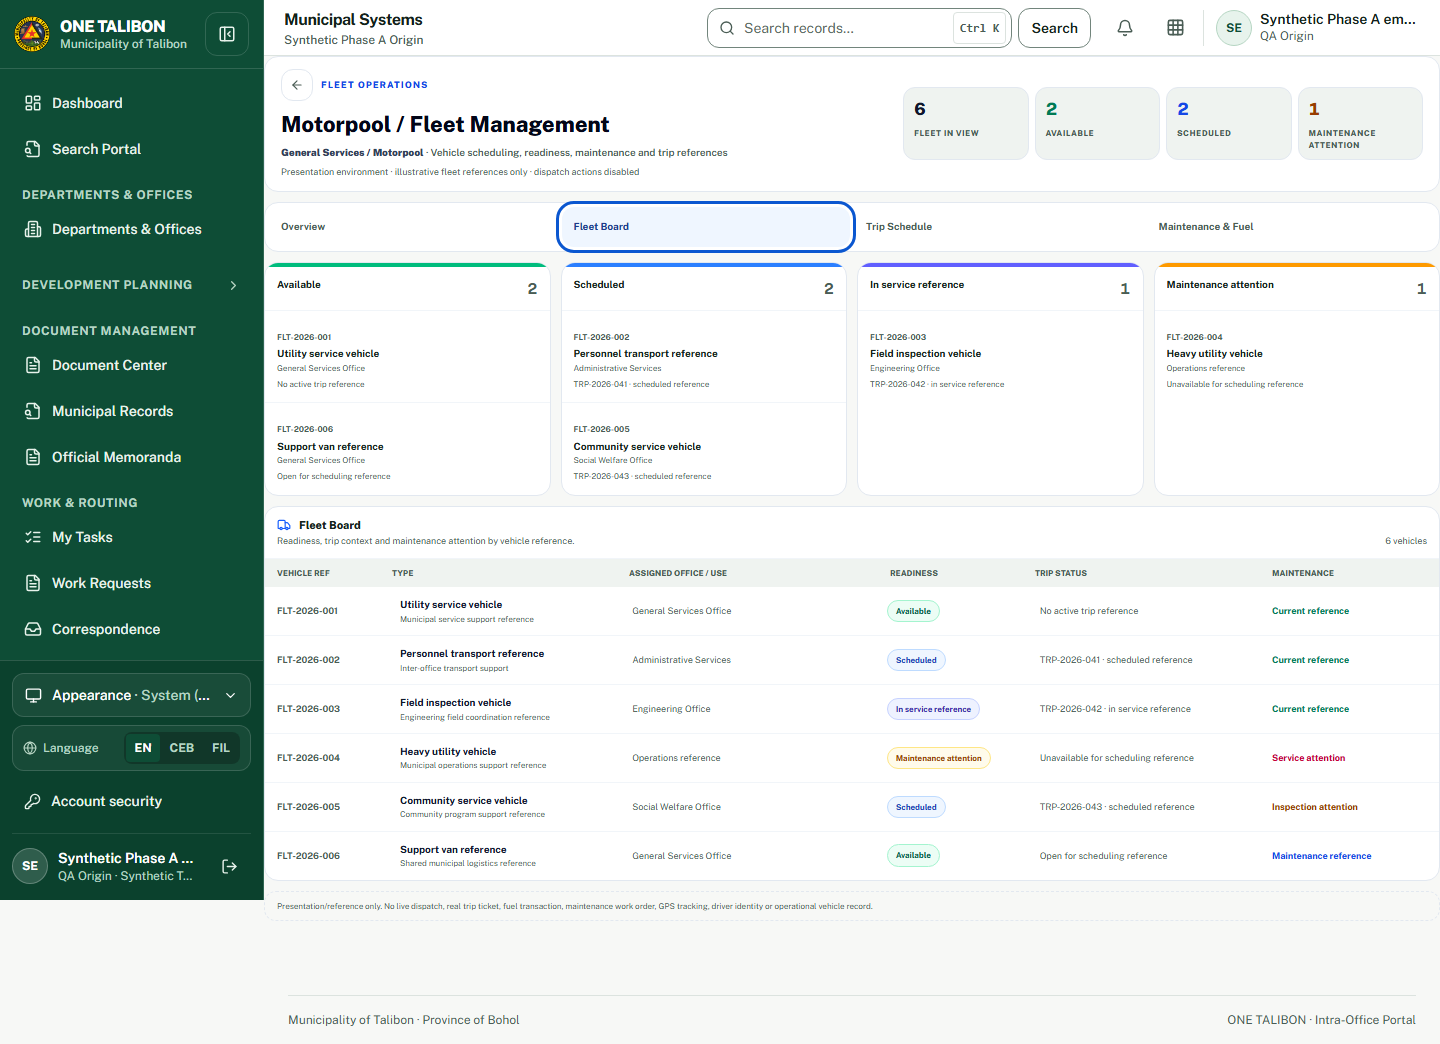 ONE TALIBON
Municipality of Talibon
Dashboard
Search Portal
DEPARTMENTS & OFFICES
Departments & Offices
DEVELOPMENT PLANNING
DOCUMENT MANAGEMENT
Document Center
Municipal Records
Official Memoranda
WORK & ROUTING
My Tasks
Work Requests
Correspondence
Appearance · System (...
Language EN CEB FIL
Account security
SE Synthetic Phase A ...
QA Origin · Synthetic T...
Municipal Systems
Synthetic Phase A Origin
Search records... Ctrl K Search
SE Synthetic Phase A em...
QA Origin
FLEET OPERATIONS
Motorpool / Fleet Management
General Services / Motorpool · Vehicle scheduling, readiness, maintenance and trip references
Presentation environment · illustrative fleet references only · dispatch actions disabled
6
FLEET IN VIEW
2
AVAILABLE
2
SCHEDULED
1
MAINTENANCE
ATTENTION
Overview Fleet Board Trip Schedule Maintenance & Fuel
Available 2
FLT-2026-001
Utility service vehicle
General Services Office
No active trip reference
FLT-2026-006
Support van reference
General Services Office
Open for scheduling reference
Scheduled 2
FLT-2026-002
Personnel transport reference
Administrative Services
TRP-2026-041 · scheduled reference
FLT-2026-005
Community service vehicle
Social Welfare Office
TRP-2026-043 · scheduled reference
In service reference 1
FLT-2026-003
Field inspection vehicle
Engineering Office
TRP-2026-042 · in service reference
Maintenance attention 1
FLT-2026-004
Heavy utility vehicle
Operations reference
Unavailable for scheduling reference
Fleet Board
Readiness, trip context and maintenance attention by vehicle reference. 6 vehicles
VEHICLE REF TYPE ASSIGNED OFFICE / USE READINESS TRIP STATUS MAINTENANCE
FLT-2026-001 Utility service vehicle General Services Office Available No active trip reference Current reference
Municipal service support reference
FLT-2026-002 Personnel transport reference Administrative Services Scheduled TRP-2026-041 · scheduled reference Current reference
Inter-office transport support
FLT-2026-003 Field inspection vehicle Engineering Office In service reference TRP-2026-042 · in service reference Current reference
Engineering field coordination reference
FLT-2026-004 Heavy utility vehicle Operations reference Maintenance attention Unavailable for scheduling reference Service attention
Municipal operations support reference
FLT-2026-005 Community service vehicle Social Welfare Office Scheduled TRP-2026-043 · scheduled reference Inspection attention
Community program support reference
FLT-2026-006 Support van reference General Services Office Available Open for scheduling reference Maintenance reference
Shared municipal logistics reference
Presentation/reference only. No live dispatch, real trip ticket, fuel transaction, maintenance work order, GPS tracking, driver identity or operational vehicle record.
Municipality of Talibon · Province of Bohol ONE TALIBON · Intra-Office Portal